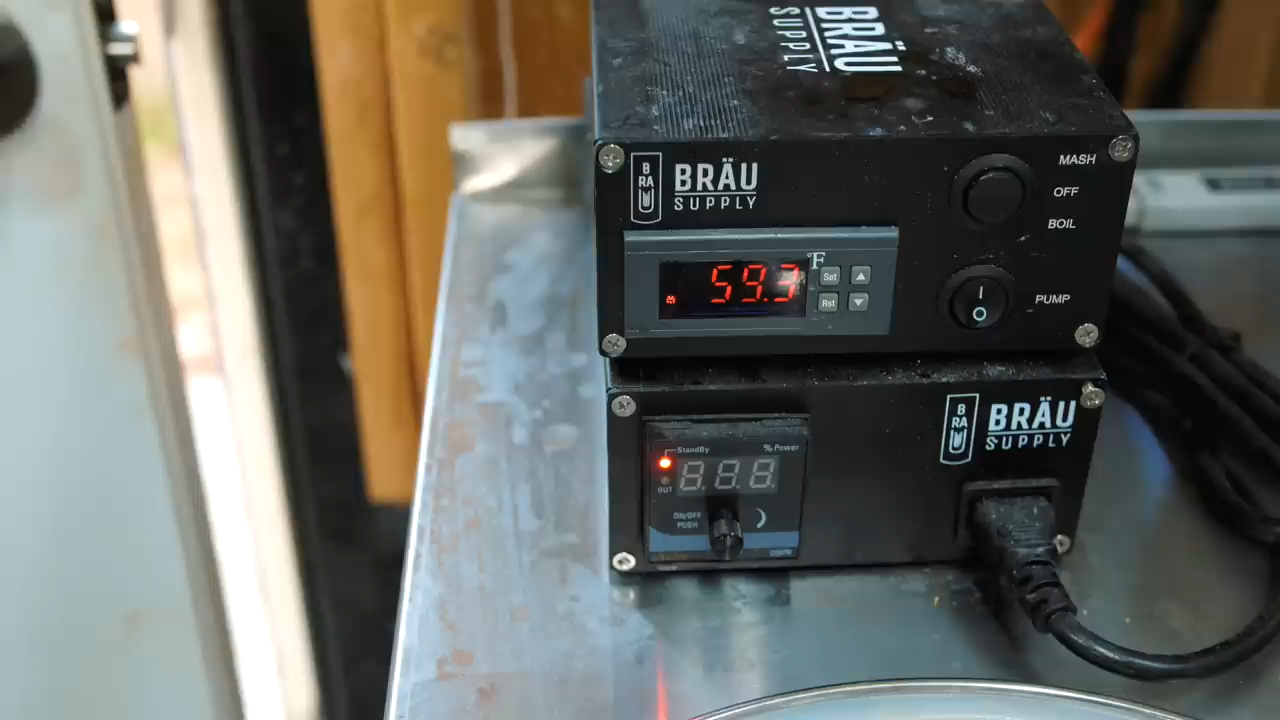 BRÄU
SUPPLY
B
RA
U
BRÄU
SUPPLY
MASH
OFF
BOIL
59.3
°F
Set
Rst
I
O
PUMP
StandBy
% Power
OUT
ON/OFF
PUSH
B
RA
U
BRÄU
SUPPLY